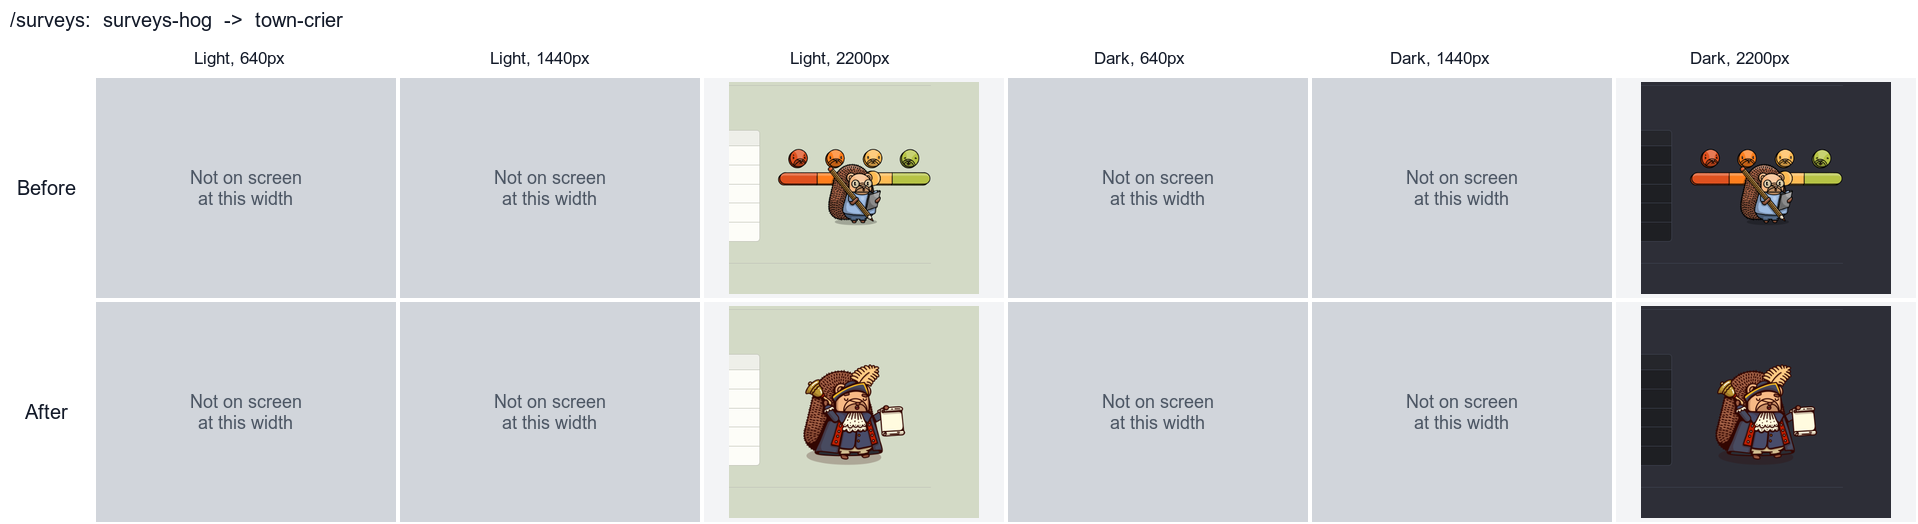 /surveys: surveys-hog -> town-crier
Light, 640px
Light, 1440px
Light, 2200px
Dark, 640px
Dark, 1440px
Dark, 2200px
Before
Not on screen
at this width
Not on screen
at this width
Not on screen
at this width
Not on screen
at this width
After
Not on screen
at this width
Not on screen
at this width
Not on screen
at this width
Not on screen
at this width